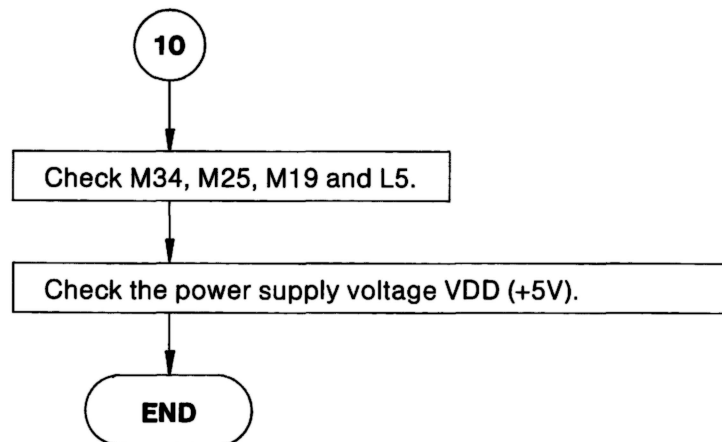 10
Check M34, M25, M19 and L5.
Check the power supply voltage VDD (+5V).
END